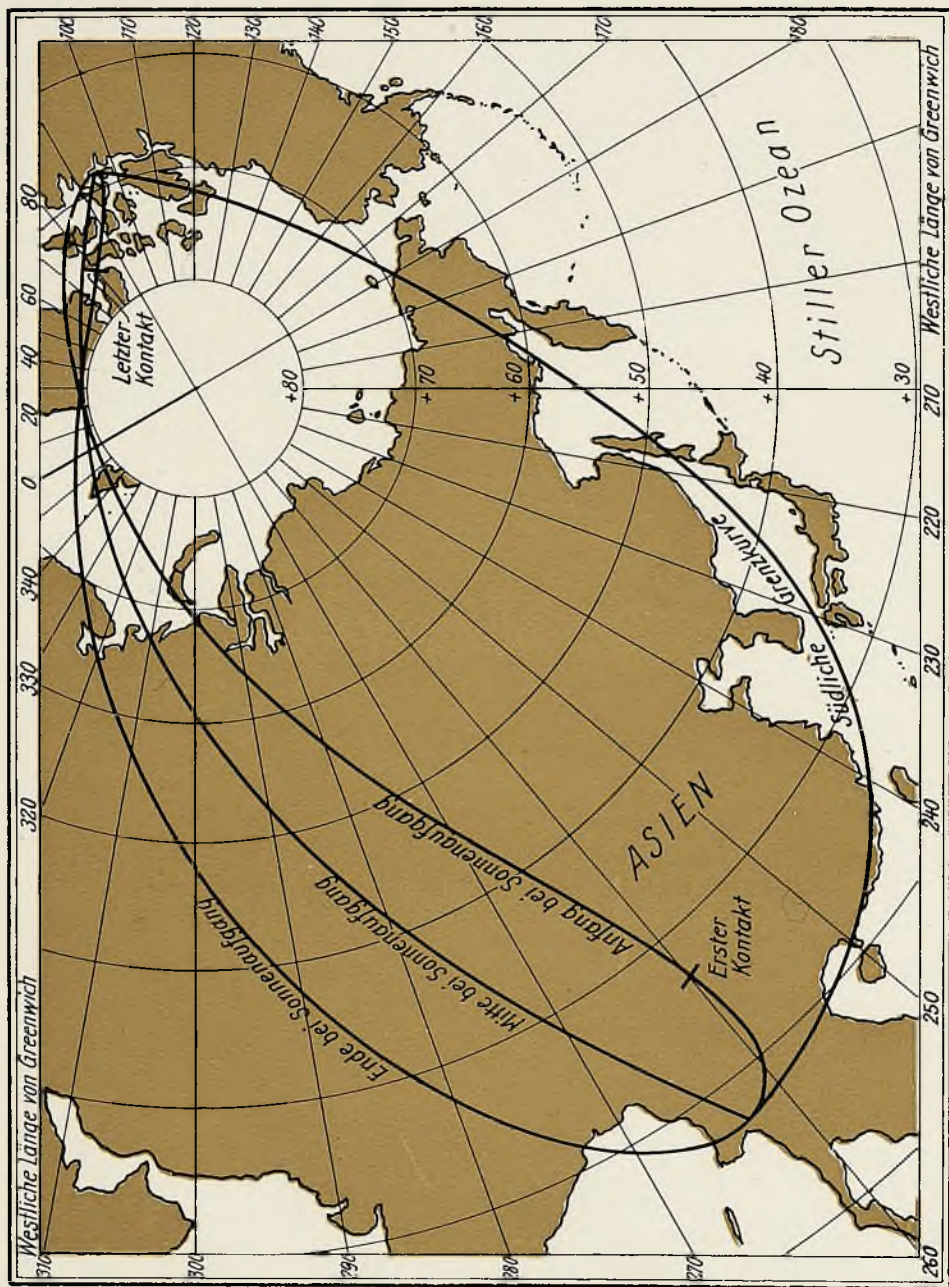 Westliche Länge von Greenwich
100
110
120
130
140
150
160
170
180
80
60
40
20
0
340
330
320
310
300
290
280
270
260
250
240
230
220
210
Westliche Länge von Greenwich
Letzter
Kontakt
+80
+70
+60
+50
+40
+30
Stiller Ozean
Südliche Grenzkurve
ASIEN
Anfang bei Sonnenaufgang
Mitte bei Sonnenaufgang
Ende bei Sonnenaufgang
Erster
Kontakt